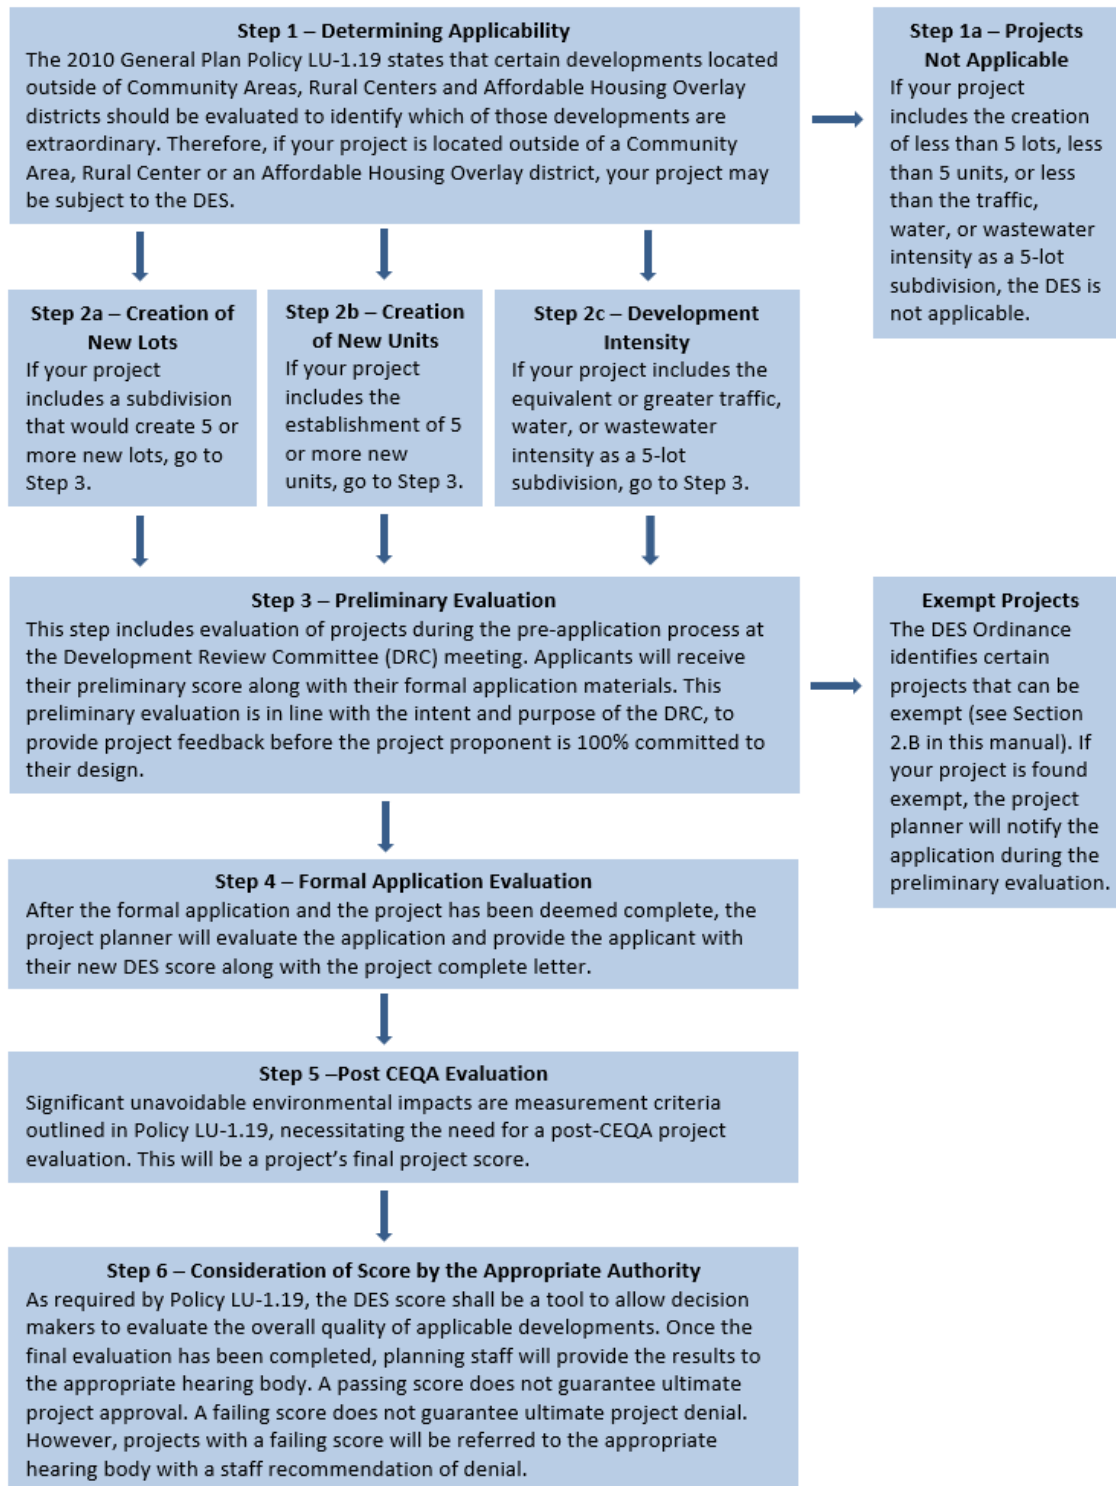 Step 1 – Determining Applicability
The 2010 General Plan Policy LU-1.19 states that certain developments located
outside of Community Areas, Rural Centers and Affordable Housing Overlay
districts should be evaluated to identify which of those developments are
extraordinary. Therefore, if your project is located outside of a Community
Area, Rural Center or an Affordable Housing Overlay district, your project may
be subject to the DES.
Step 1a – Projects
Not Applicable
If your project
includes the creation
of less than 5 lots, less
than 5 units, or less
than the traffic,
water, or wastewater
intensity as a 5-lot
subdivision, the DES is
not applicable.
Step 2a – Creation of
New Lots
If your project
includes a subdivision
that would create 5 or
more new lots, go to
Step 3.
Step 2b – Creation
of New Units
If your project
includes the
establishment of 5
or more new
units, go to Step 3.
Step 2c – Development
Intensity
If your project includes the
equivalent or greater traffic,
water, or wastewater
intensity as a 5-lot
subdivision, go to Step 3.
Step 3 – Preliminary Evaluation
This step includes evaluation of projects during the pre-application process at
the Development Review Committee (DRC) meeting. Applicants will receive
their preliminary score along with their formal application materials. This
preliminary evaluation is in line with the intent and purpose of the DRC, to
provide project feedback before the project proponent is 100% committed to
their design.
Exempt Projects
The DES Ordinance
identifies certain
projects that can be
exempt (see Section
2.B in this manual). If
your project is found
exempt, the project
planner will notify the
application during the
preliminary evaluation.
Step 4 – Formal Application Evaluation
After the formal application and the project has been deemed complete, the
project planner will evaluate the application and provide the applicant with
their new DES score along with the project complete letter.
Step 5 –Post CEQA Evaluation
Significant unavoidable environmental impacts are measurement criteria
outlined in Policy LU-1.19, necessitating the need for a post-CEQA project
evaluation. This will be a project’s final project score.
Step 6 – Consideration of Score by the Appropriate Authority
As required by Policy LU-1.19, the DES score shall be a tool to allow decision
makers to evaluate the overall quality of applicable developments. Once the
final evaluation has been completed, planning staff will provide the results to
the appropriate hearing body. A passing score does not guarantee ultimate
project approval. A failing score does not guarantee ultimate project denial.
However, projects with a failing score will be referred to the appropriate
hearing body with a staff recommendation of denial.